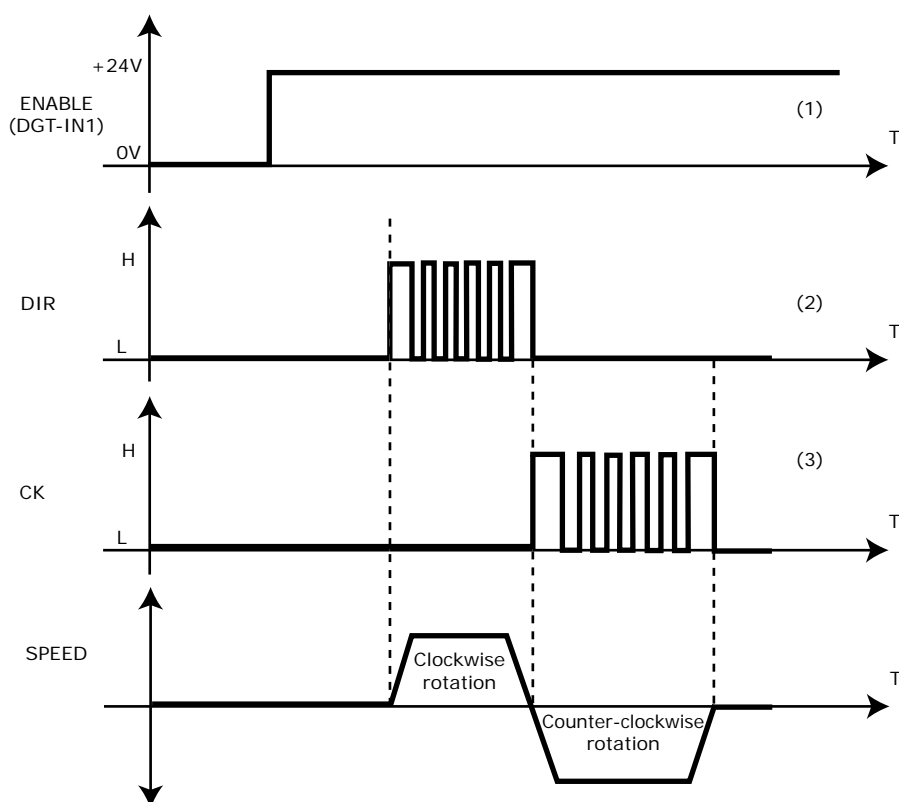 +24V
ENABLE
(DGT-IN1)
(1)
0V
T
H
DIR
(2)
L
T
H
(3)
CK
L
T
SPEED
Clockwise
rotation
T
Counter-clockwise
rotation